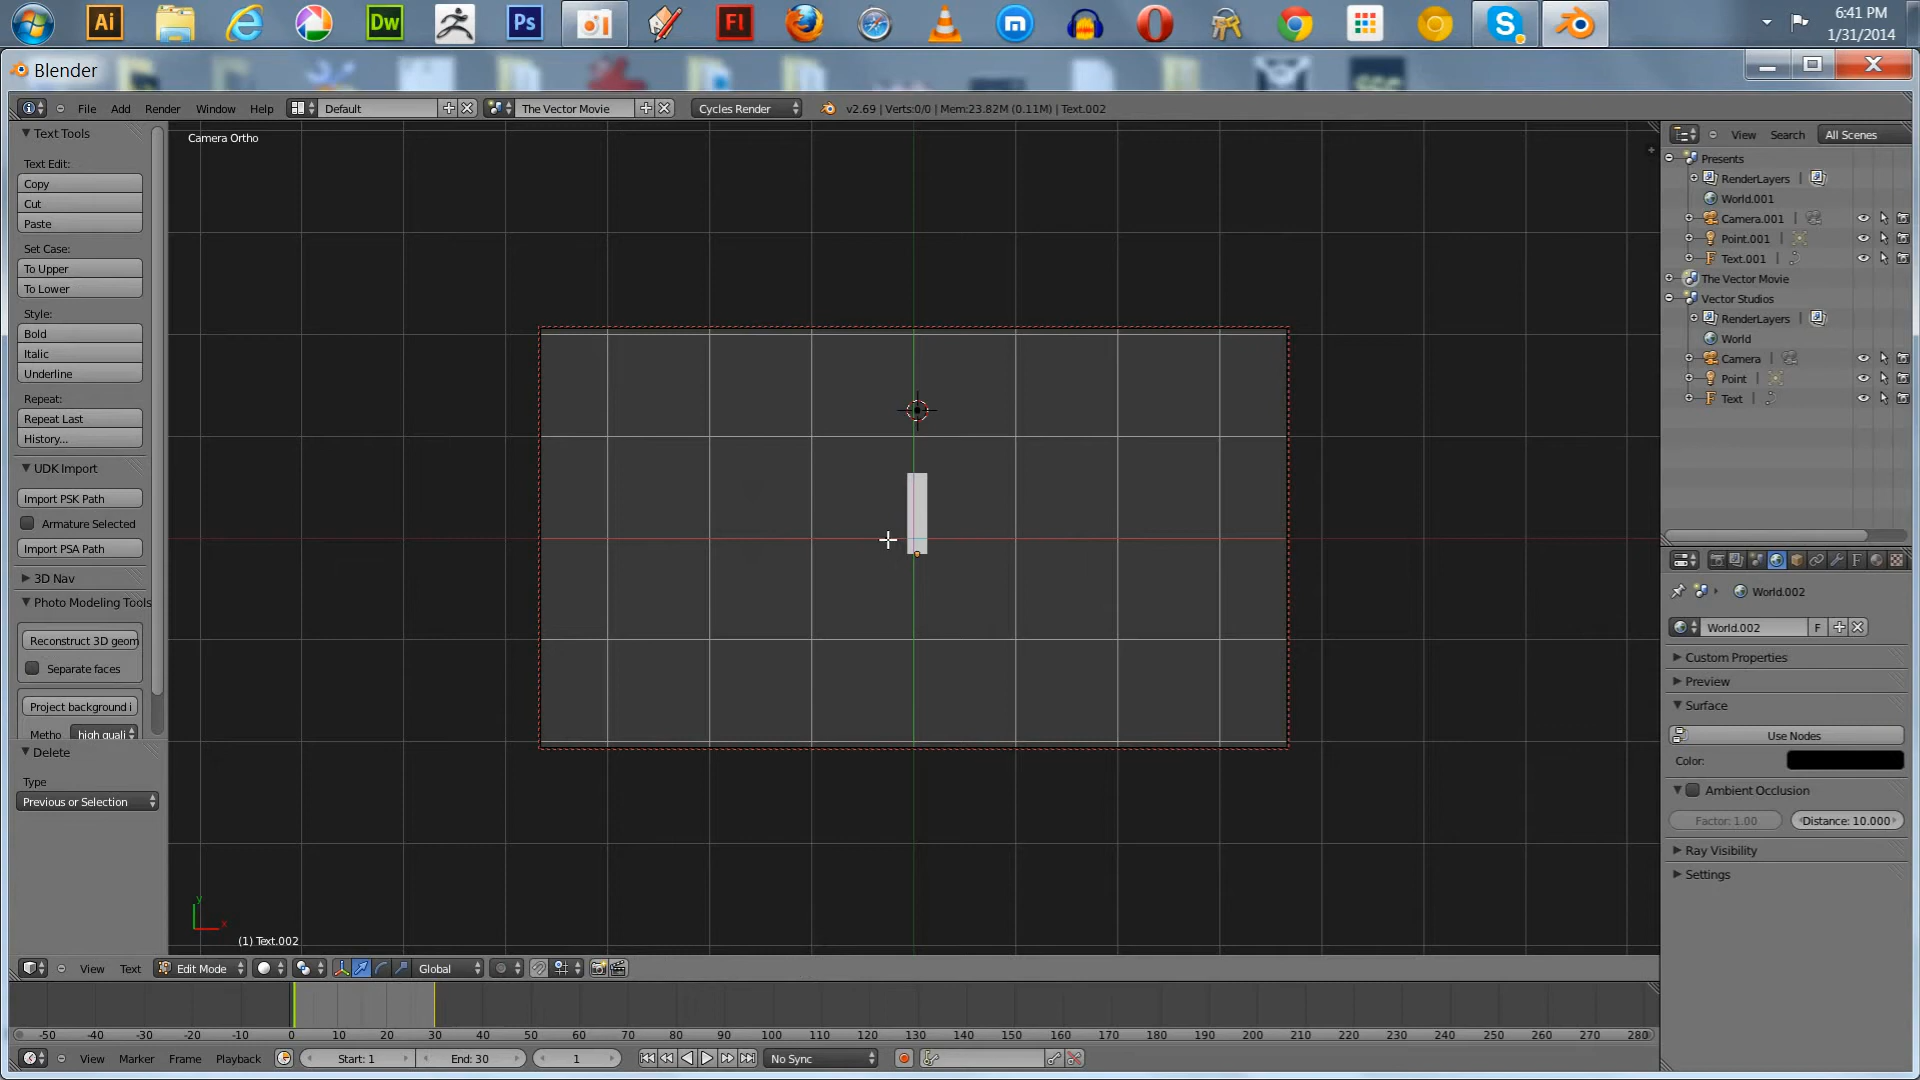 Ai
Dw
Ps
Fl
6:41 PM
1/31/2014
Blender
File Add Render Window Help Default The Vector Movie Cycles Render v2.69 | Verts:0/0 | Mem:23.82M (0.11M) | Text.002
Camera Ortho
Text Tools
Text Edit:
Copy
Cut
Paste
Set Case:
To Upper
To Lower
Style:
Bold
Italic
Underline
Repeat:
Repeat Last
History...
UDK Import
Import PSK Path
Armature Selected
Import PSA Path
3D Nav
Photo Modeling Tools
Reconstruct 3D geom
Separate faces
Project background i
Metho high quali
Delete
Type
Previous or Selection
y
x
(1) Text.002
View Search All Scenes
Presents
RenderLayers |
World.001
Camera.001 |
Point.001 |
Text.001 |
The Vector Movie
Vector Studios
RenderLayers |
World
Camera |
Point |
Text |
World.002
World.002 F
Custom Properties
Preview
Surface
Use Nodes
Color:
Ambient Occlusion
Factor: 1.00 Distance: 10.000
Ray Visibility
Settings
View Text Edit Mode Global
-50 -40 -30 -20 -10 0 10 20 30 40 50 60 70 80 90 100 110 120 130 140 150 160 170 180 190 200 210 220 230 240 250 260 270 280
View Marker Frame Playback Start: 1 End: 30 1 No Sync